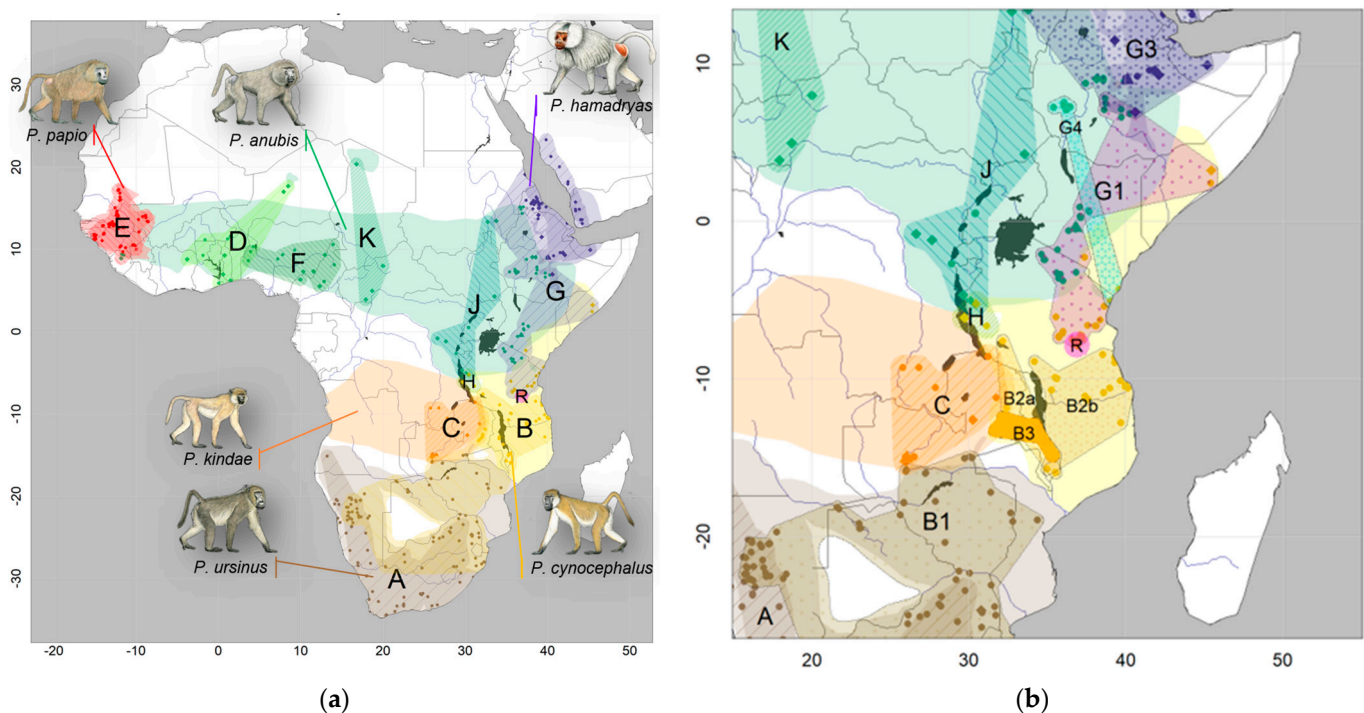 P. papio
P. anubis
P. hamadryas
E
D
F
K
G
J
H
R
C
B
A
P. kindae
P. ursinus
P. cynocephalus
30
20
10
0
-10
-20
-30
-20
-10
0
10
20
30
40
50
(a)
K
G3
G4
J
G1
H
R
C
B2a
B2b
B3
B1
A
10
0
-10
-20
20
30
40
50
(b)